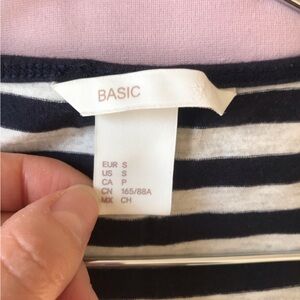 BASIC
EUR S
US S
CA P
CN 165/88A
MX CH